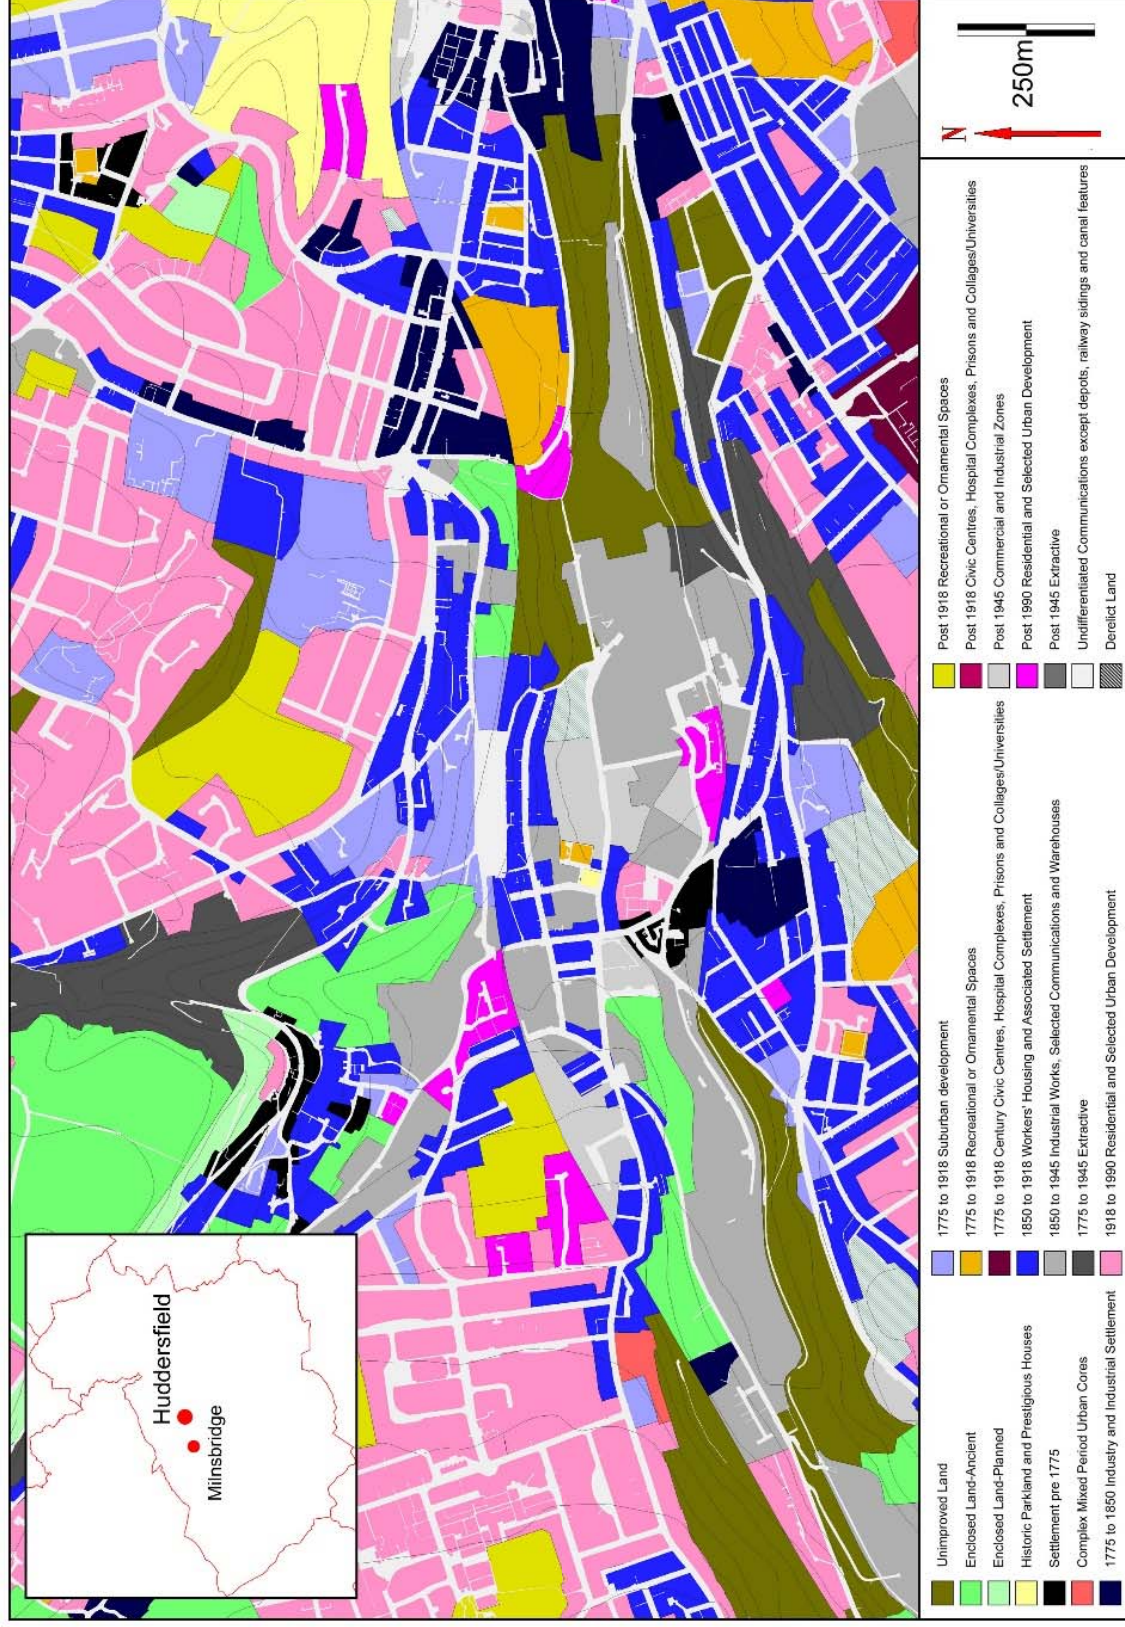 Huddersfield
Milnsbridge
Unimproved Land
Enclosed Land-Ancient
Enclosed Land-Planned
Historic Parkland and Prestigious Houses
Settlement pre 1775
Complex Mixed Period Urban Cores
1775 to 1850 Industry and Industrial Settlement
1775 to 1918 Suburban development
1775 to 1918 Recreational or Ornamental Spaces
1775 to 1918 Century Civic Centres, Hospital Complexes, Prisons and Collages/Universities
1850 to 1918 Workers' Housing and Associated Settlement
1850 to 1945 Industrial Works, Selected Communications and Warehouses
1775 to 1945 Extractive
1918 to 1990 Residential and Selected Urban Development
Post 1918 Recreational or Ornamental Spaces
Post 1918 Civic Centres, Hospital Complexes, Prisons and Collages/Universities
Post 1945 Commercial and Industrial Zones
Post 1990 Residential and Selected Urban Development
Post 1945 Extractive
Undifferentiated Communications except depots, railway sidings and canal features
Derelict Land
N
250m